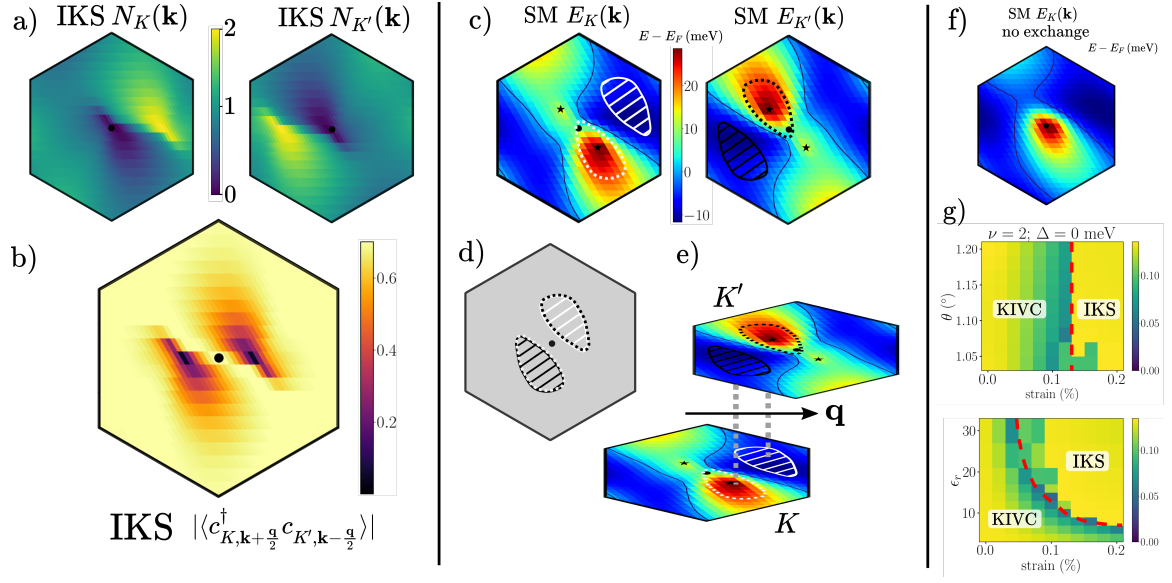 a) IKS N_K(k) IKS N_{K'}(k)
2
1
0
b)
0.6
0.4
0.2
IKS |⟨c†_{K,k+q/2} c_{K',k−q/2}⟩|
c) SM E_K(k) SM E_{K'}(k)
E − E_F (meV)
30
20
10
0
−10
d)
e)
K'
q
K
f)
SM E_K(k)
no exchange
E − E_F (meV)
g)
ν = 2; Δ = 0 meV
1.20
1.15
1.10
1.05
θ (°)
KIVC IKS
0.10
0.05
0.00
0.0 0.1 0.2
strain (%)
30
20
10
ϵ_r
IKS
KIVC
0.10
0.05
0.00
0.0 0.1 0.2
strain (%)